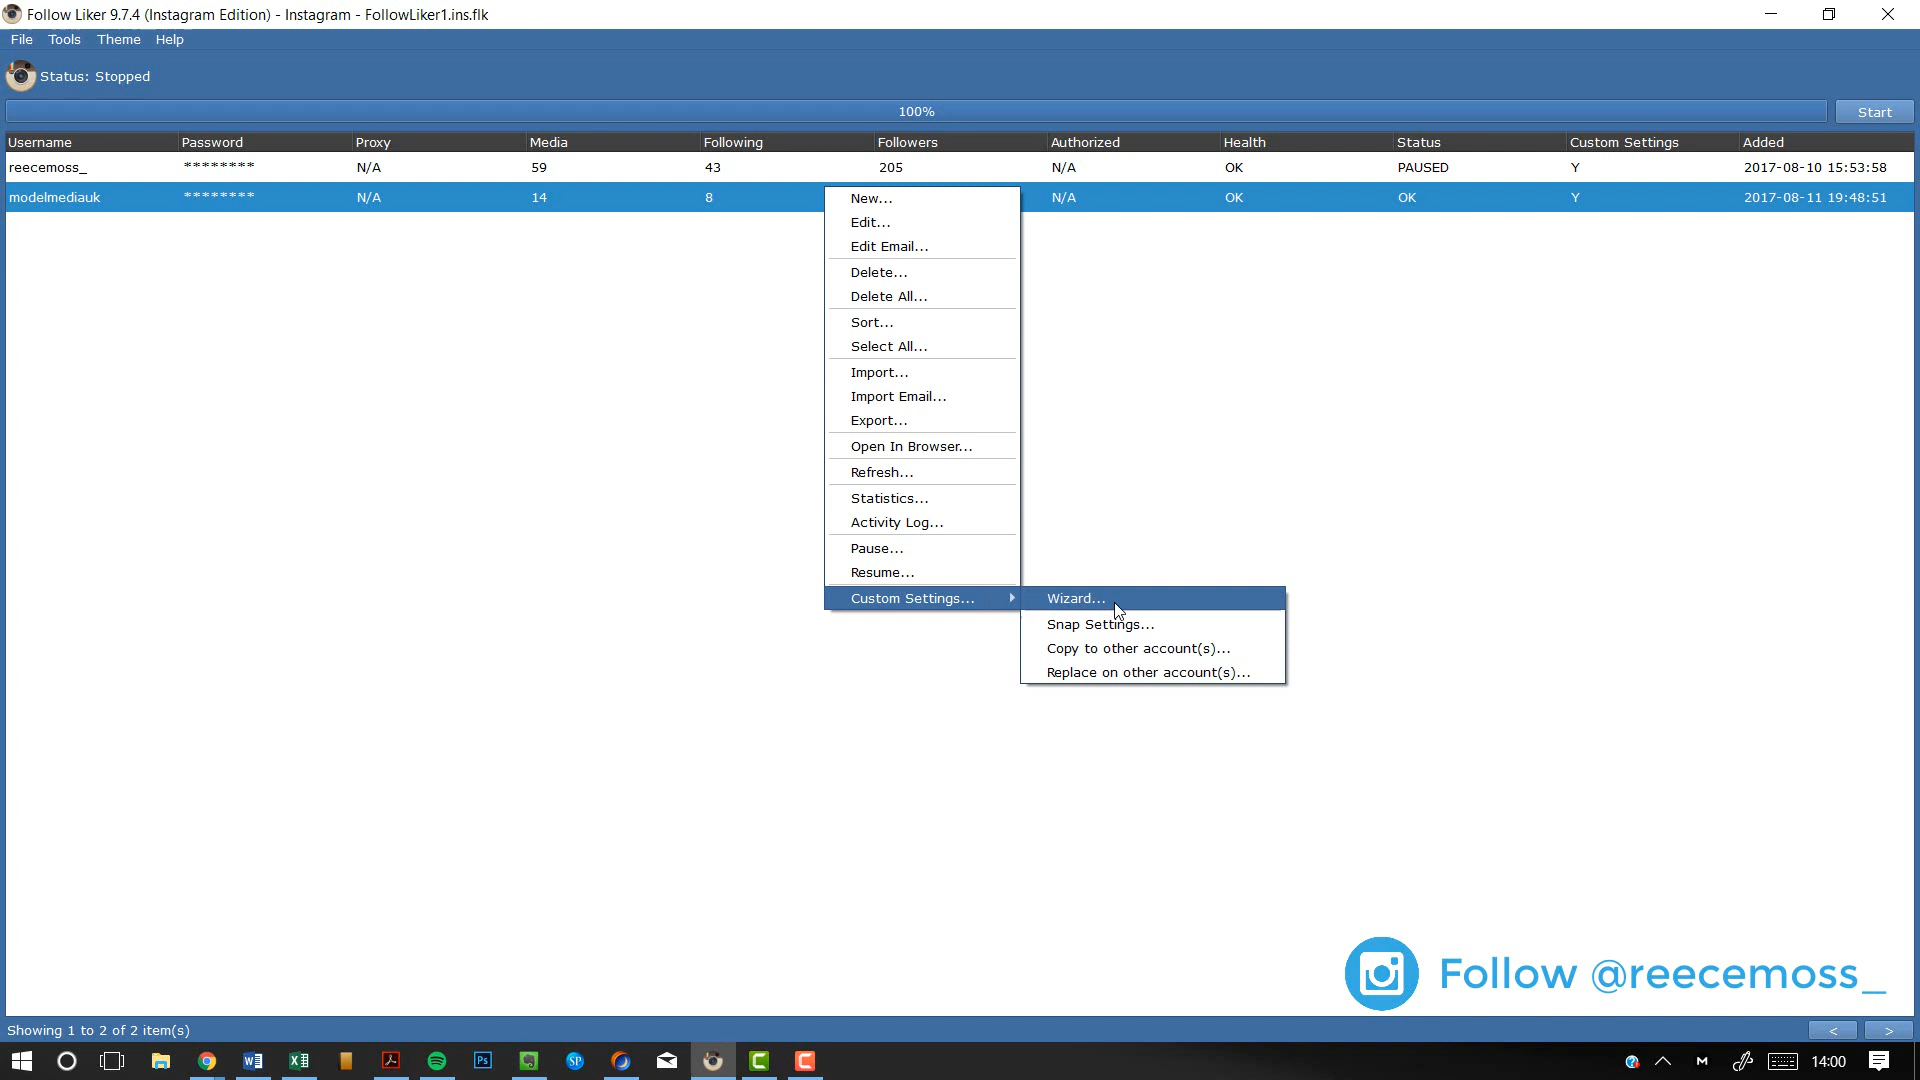 Follow Liker 9.7.4 (Instagram Edition) - Instagram - FollowLiker1.ins.flk
File Tools Theme Help
Status: Stopped
100% Start
Username Password Proxy Media Following Followers Authorized Health Status Custom Settings Added
reecemoss_ ******** N/A 59 43 205 N/A OK PAUSED Y 2017-08-10 15:53:58
modelmediauk ******** N/A 14 8 N/A OK OK Y 2017-08-11 19:48:51
New...
Edit...
Edit Email...
Delete...
Delete All...
Sort...
Select All...
Import...
Import Email...
Export...
Open In Browser...
Refresh...
Statistics...
Activity Log...
Pause...
Resume...
Custom Settings... Wizard...
Snap Settings...
Copy to other account(s)...
Replace on other account(s)...
Follow @reecemoss_
Showing 1 to 2 of 2 item(s) < >
Ps SP M 14:00